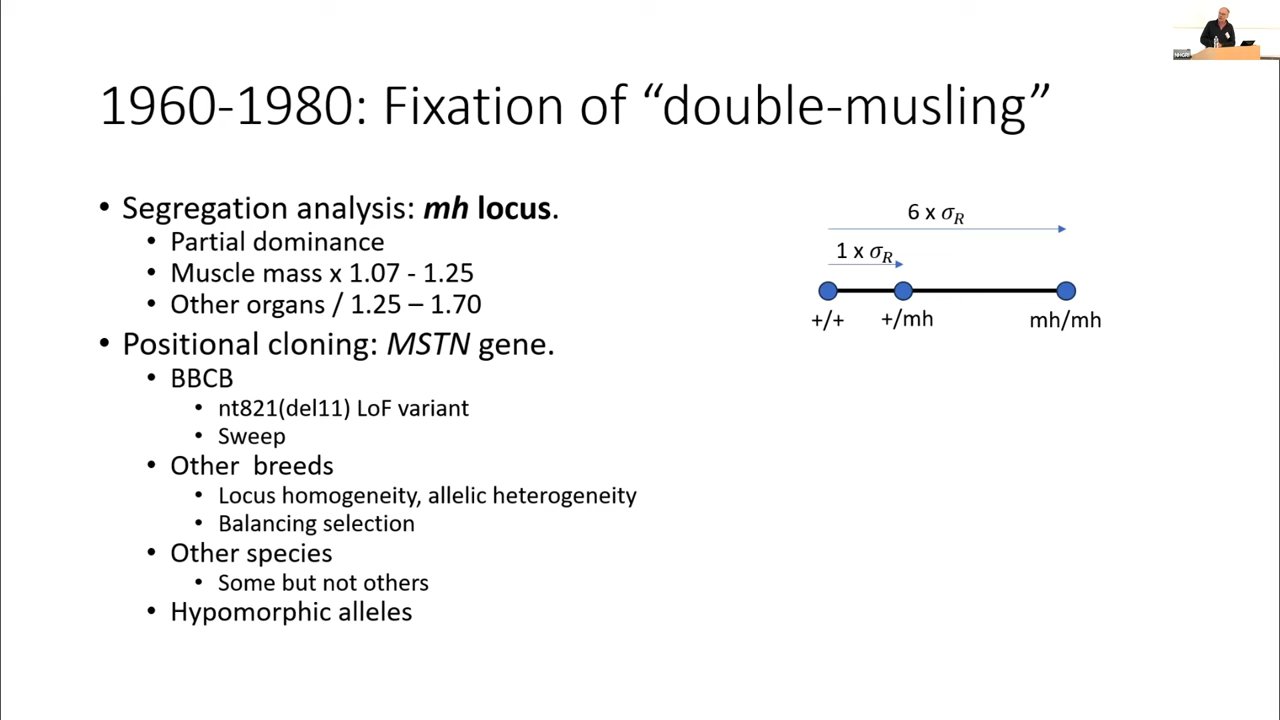 1960-1980: Fixation of “double-musling”
• Segregation analysis: mh locus.
• Partial dominance
• Muscle mass x 1.07 - 1.25
• Other organs / 1.25 – 1.70
• Positional cloning: MSTN gene.
• BBCB
• nt821(del11) LoF variant
• Sweep
• Other  breeds
• Locus homogeneity, allelic heterogeneity
• Balancing selection
• Other species
• Some but not others
• Hypomorphic alleles
6 x σR
1 x σR
+/+ +/mh mh/mh
NHGRI